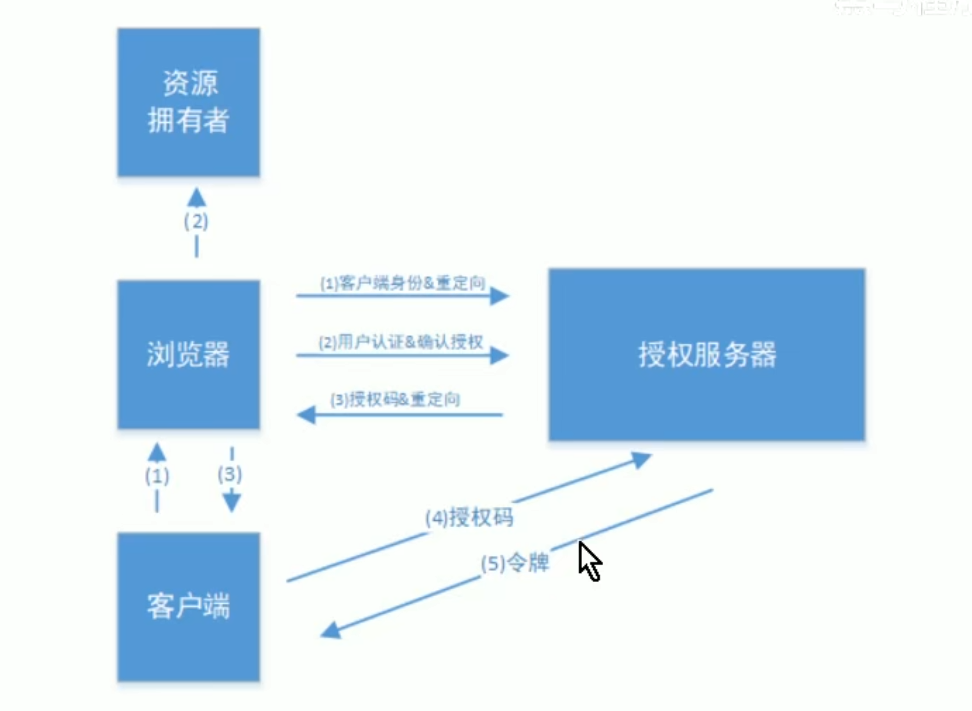 资源
拥有者
(2)
(1)客户端身份&重定向
(2)用户认证&确认授权
浏览器
授权服务器
(3)授权码&重定向
(1)
(3)
(4)授权码
(5)令牌
客户端